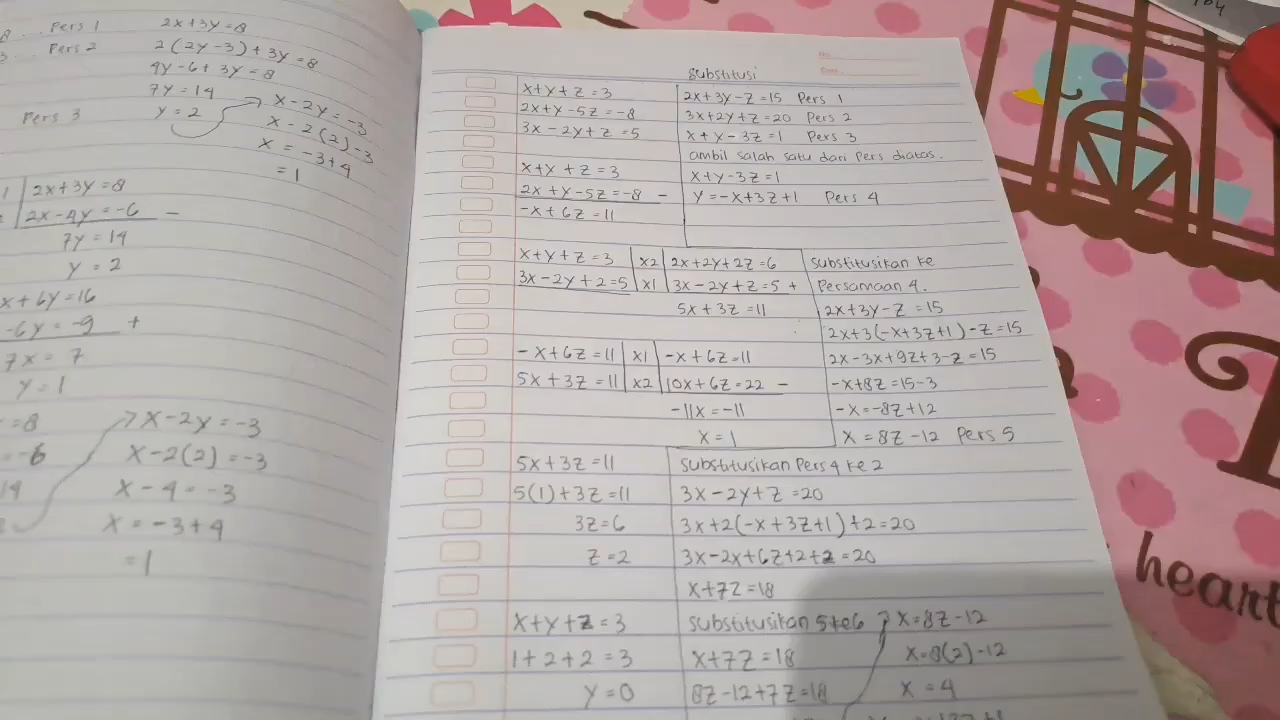 8 .. Pers 1
2x+3y=8
3 .. Pers 2
2(2y-3)+3y=8
4y-6+3y=8
7y=14
y=2
Pers 3
x-2y=-3
x-2(2)-3
x=-3+4
=1
2x+3y=8
2x-4y=-6 -
7y=14
y=2
x+6y=16
-6y=-9 +
7x=7
y=1
=8
=-6
14
x-2y=-3
x-2(2)=-3
x-4=-3
x=-3+4
=1
x+y+z=3
2x+y-5z=-8
3x-2y+z=5
x+y+z=3
2x+y-5z=-8 -
-x+6z=11
substitusi
2x+3y-z=15 Pers 1
3x+2y+z=20 Pers 2
x+y-3z=1 Pers 3
ambil salah satu dari Pers diatas.
x+y-3z=1
y=-x+3z+1 Pers 4
x+y+z=3 | x2 | 2x+2y+2z=6
3x-2y+2=5 | x1 | 3x-2y+z=5 +
5x+3z=11
-x+6z=11 | x1 | -x+6z=11
5x+3z=11 | x2 | 10x+6z=22 -
-11x=-11
x=1
substitusikan ke
Persamaan 4.
2x+3y-z=15
2x+3(-x+3z+1)-z=15
2x-3x+9z+3-z=15
-x+8z=15-3
-x=-8z+12
x=8z-12 Pers 5
5x+3z=11
5(1)+3z=11
3z=6
z=2
x+y+z=3
1+2+2=3
y=0
substitusikan Pers 4 ke 2
3x-2y+z=20
3x+2(-x+3z+1)+2=20
3x-2x+6z+2+2=20
x+7z=18
substitusikan 5 ke 6
x+7z=18
8z-12+7z=18
x=8z-12
x=8(2)-12
x=4
heart